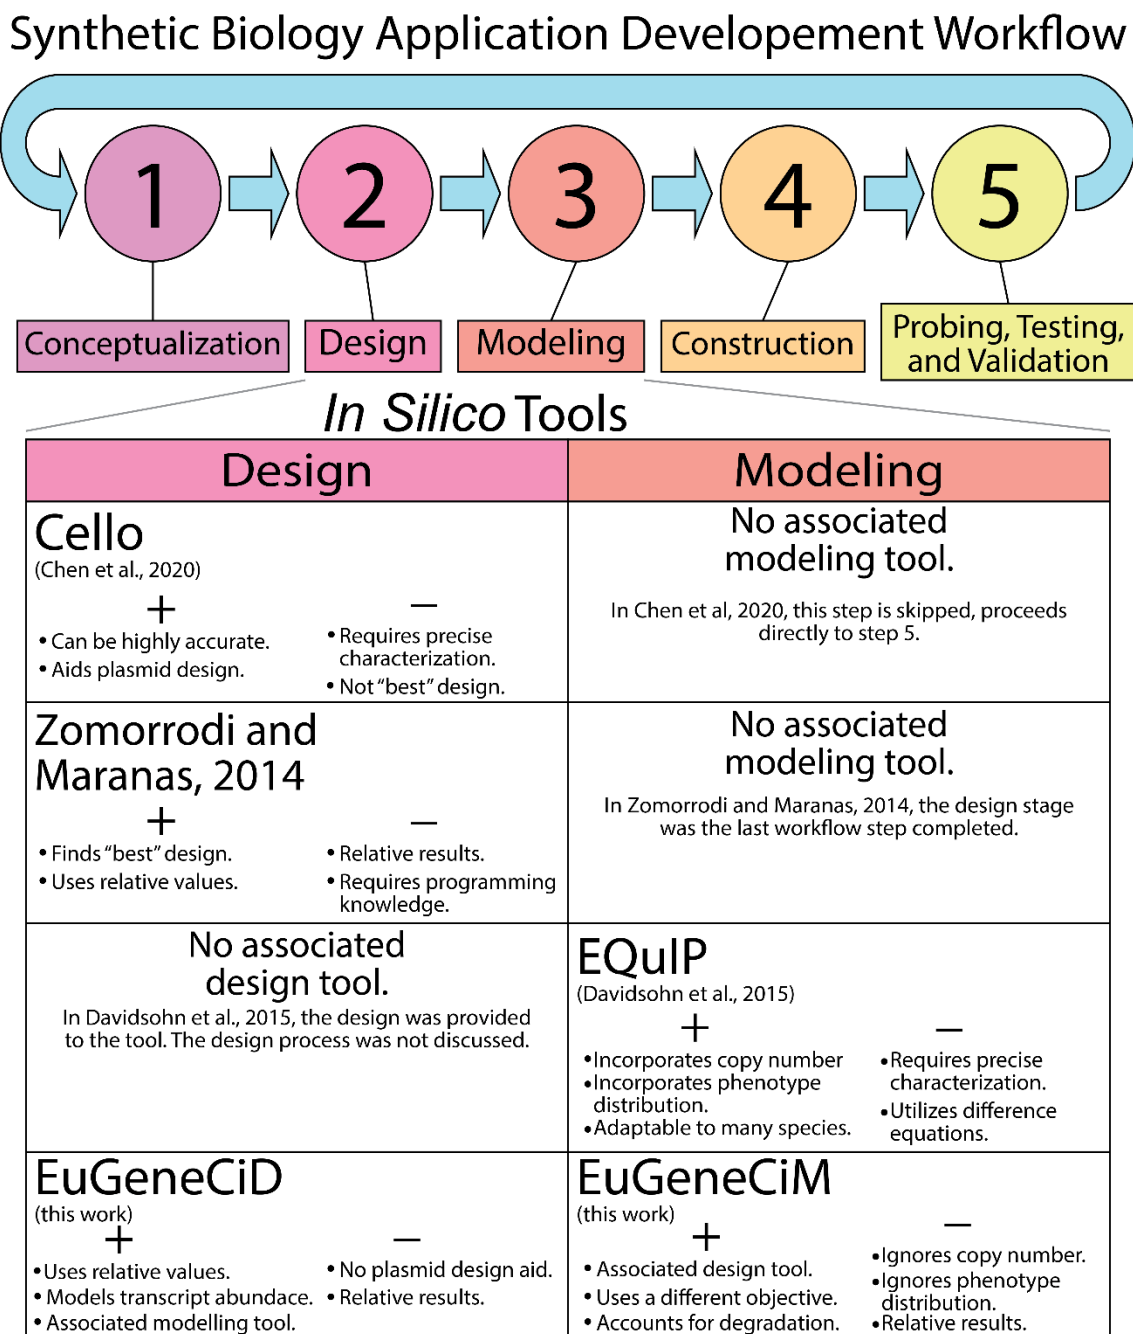 Synthetic Biology Application Developement Workflow
1
2
3
4
5
Conceptualization
Design
Modeling
Construction
Probing, Testing,
and Validation
In Silico Tools
Design
Modeling
Cello
(Chen et al., 2020)
+
• Can be highly accurate.
• Aids plasmid design.
−
• Requires precise
characterization.
• Not “best” design.
No associated
modeling tool.
In Chen et al, 2020, this step is skipped, proceeds
directly to step 5.
Zomorrodi and
Maranas, 2014
+
• Finds “best” design.
• Uses relative values.
−
• Relative results.
• Requires programming
knowledge.
No associated
modeling tool.
In Zomorrodi and Maranas, 2014, the design stage
was the last workflow step completed.
No associated
design tool.
In Davidsohn et al., 2015, the design was provided
to the tool. The design process was not discussed.
EQuIP
(Davidsohn et al., 2015)
+
• Incorporates copy number
• Incorporates phenotype
distribution.
• Adaptable to many species.
−
• Requires precise
characterization.
• Utilizes difference
equations.
EuGeneCiD
(this work)
+
• Uses relative values.
• Models transcript abundace.
• Associated modelling tool.
−
• No plasmid design aid.
• Relative results.
EuGeneCiM
(this work)
+
• Associated design tool.
• Uses a different objective.
• Accounts for degradation.
−
• Ignores copy number.
• Ignores phenotype
distribution.
• Relative results.